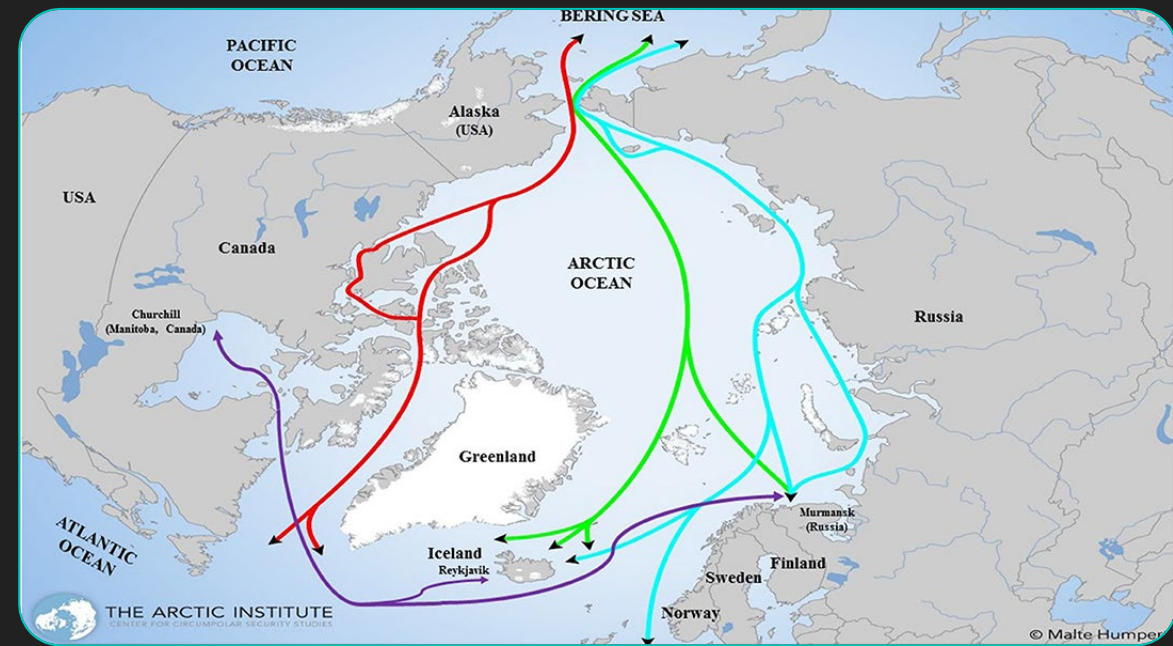 BERING SEA
PACIFIC
OCEAN
Alaska
(USA)
USA
Canada
ARCTIC
OCEAN
Churchill
(Manitoba, Canada)
Russia
Greenland
Murmansk
(Russia)
ATLANTIC
OCEAN
Iceland
Reykjavik
Finland
Sweden
Norway
THE ARCTIC INSTITUTE
CENTER FOR CIRCUMPOLAR SECURITY STUDIES
© Malte Humper